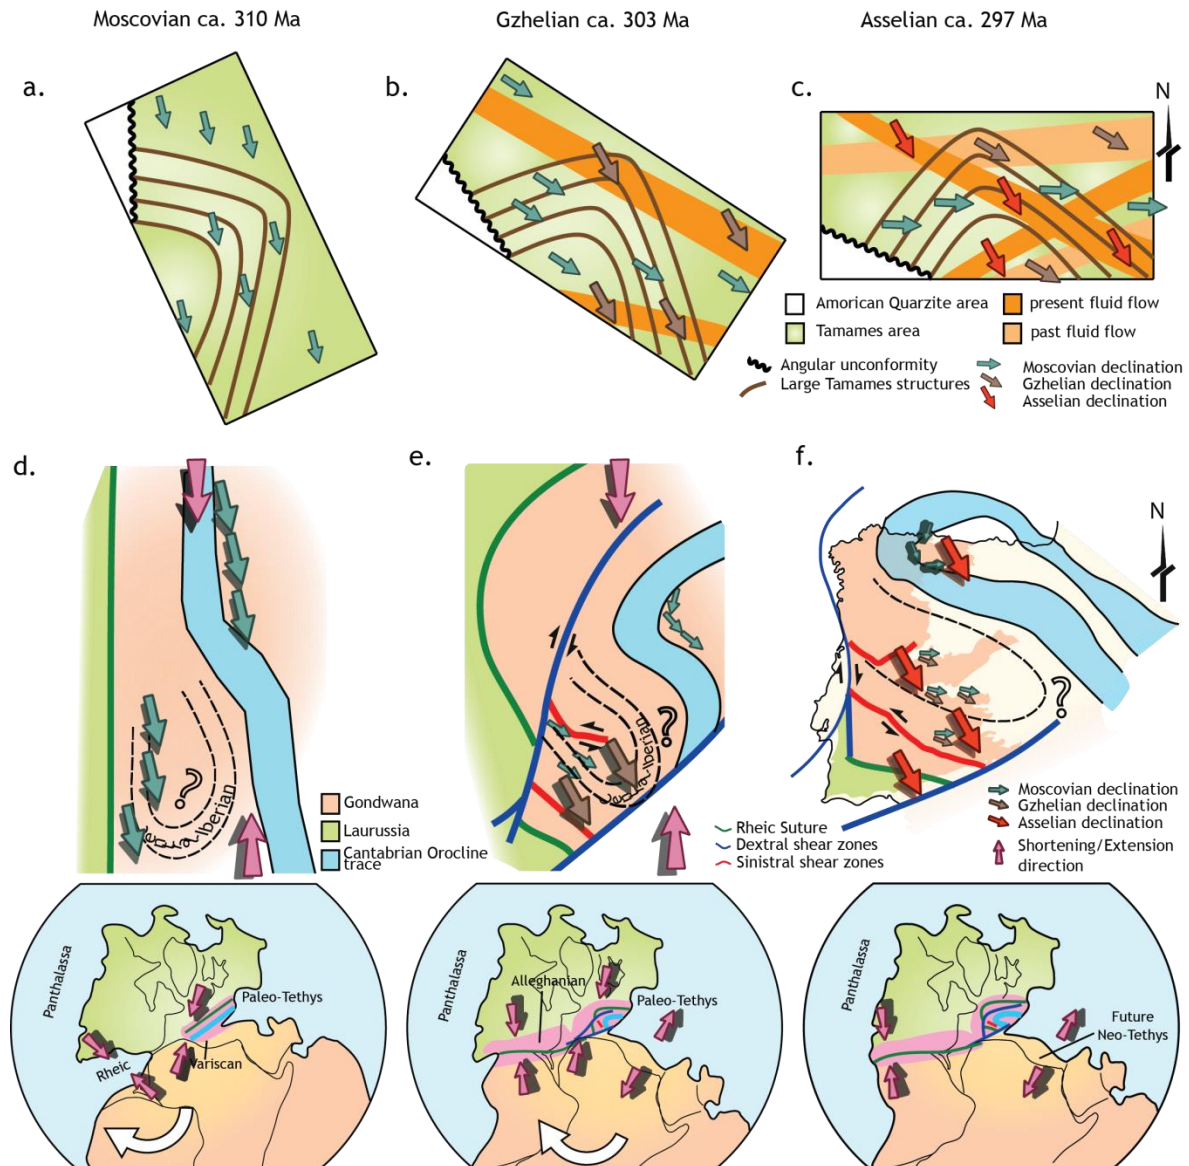 Moscovian ca. 310 Ma
Gzhelian ca. 303 Ma
Asselian ca. 297 Ma
a.
b.
c.
N
Amorican Quarzite area
present fluid flow
Tamames area
past fluid flow
Angular unconformity
Large Tamames structures
Moscovian declination
Gzhelian declination
Asselian declination
d.
e.
f.
N
?
?
?
-Iberian
-Iberian
Gondwana
Laurussia
Cantabrian Orocline
trace
Rheic Suture
Dextral shear zones
Sinistral shear zones
Moscovian declination
Gzhelian declination
Asselian declination
Shortening/Extension
direction
Panthalassa
Paleo-Tethys
Rheic
Variscan
Panthalassa
Alleghanian
Paleo-Tethys
Panthalassa
Future
Neo-Tethys